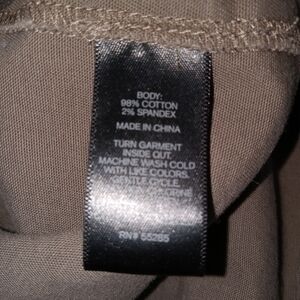 BODY:
98% COTTON
2% SPANDEX
MADE IN CHINA
TURN GARMENT
INSIDE OUT.
MACHINE WASH COLD
WITH LIKE COLORS.
GENTLE CYCLE.
RN# 55285